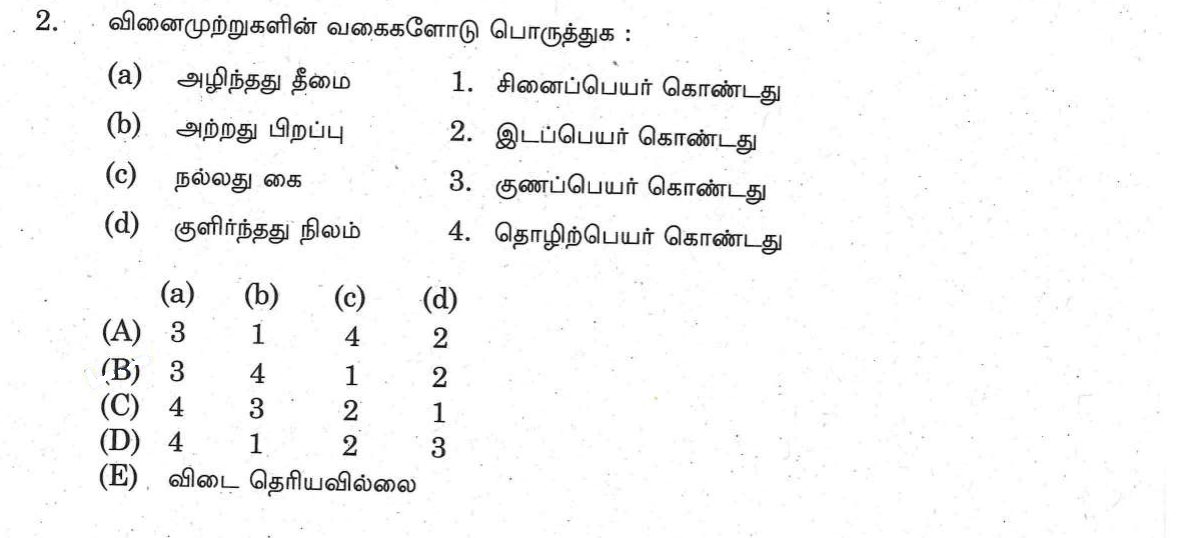 2. வினைமுற்றுகளின் வகைகளோடு பொருத்துக :
(a) அழிந்தது தீமை 1. சினைப்பெயர் கொண்டது
(b) அற்றது பிறப்பு 2. இடப்பெயர் கொண்டது
(c) நல்லது கை 3. குணப்பெயர் கொண்டது
(d) குளிர்ந்தது நிலம் 4. தொழிற்பெயர் கொண்டது
(a) (b) (c) (d)
(A) 3 1 4 2
(B) 3 4 1 2
(C) 4 3 2 1
(D) 4 1 2 3
(E) விடை தெரியவில்லை